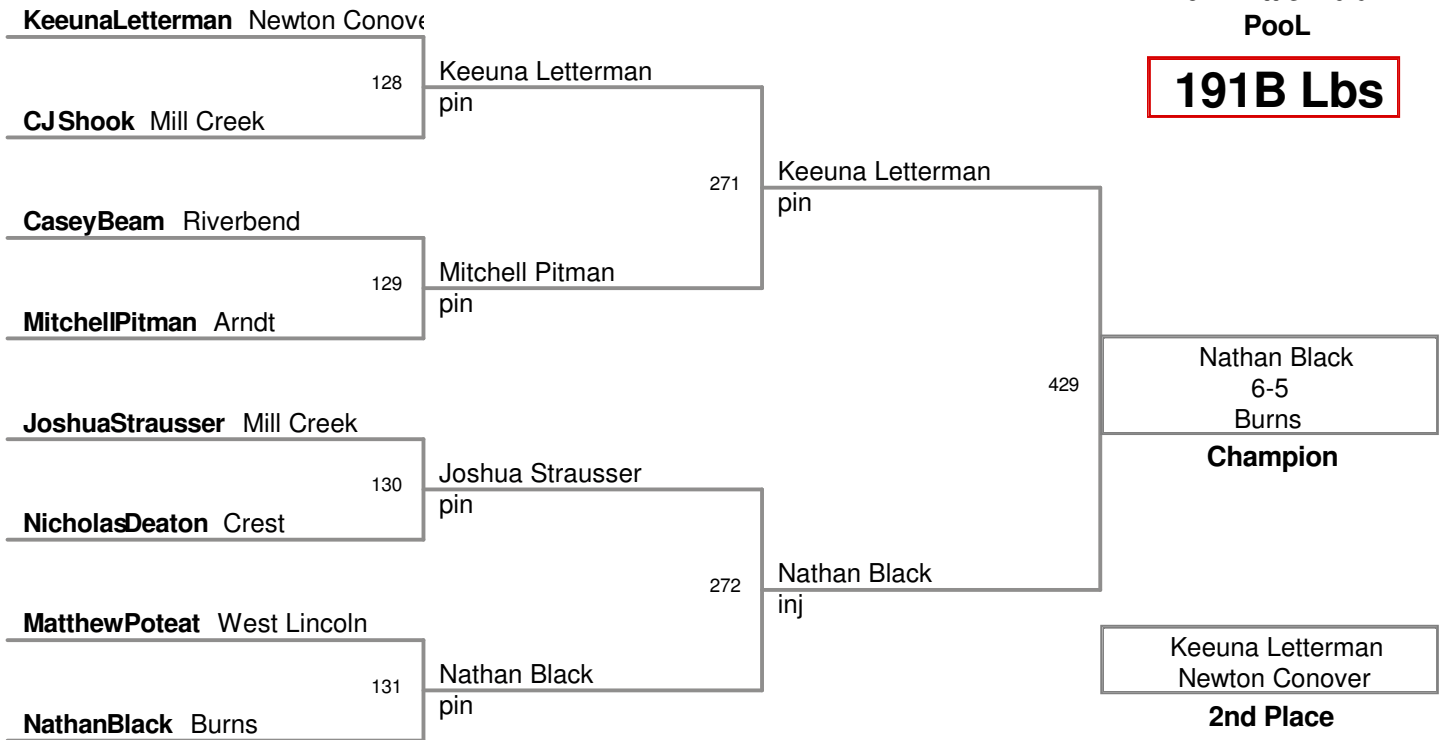 KeeunaLetterman Newton Conove
PooL
191B Lbs
128
Keeuna Letterman
pin
CJShook Mill Creek
271
Keeuna Letterman
pin
CaseyBeam Riverbend
129
Mitchell Pitman
pin
MitchellPitman Arndt
429
Nathan Black
6-5
Burns
Champion
JoshuaStrausser Mill Creek
130
Joshua Strausser
pin
NicholasDeaton Crest
272
Nathan Black
inj
MatthewPoteat West Lincoln
131
Nathan Black
pin
NathanBlack Burns
Keeuna Letterman
Newton Conover
2nd Place